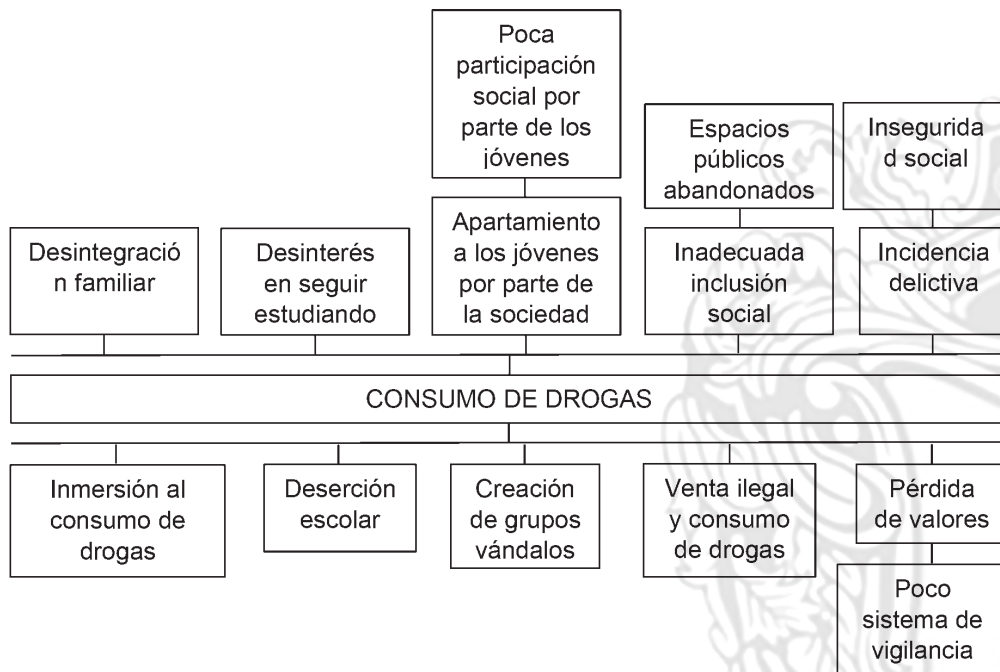 Poca
participación
social por
parte de los
jóvenes
Espacios
públicos
abandonados
Insegurida
d social
Desintegració
n familiar
Desinterés
en seguir
estudiando
Apartamiento
a los jóvenes
por parte de
la sociedad
Inadecuada
inclusión
social
Incidencia
delictiva
CONSUMO DE DROGAS
Inmersión al
consumo de
drogas
Deserción
escolar
Creación
de grupos
vándalos
Venta ilegal
y consumo
de drogas
Pérdida
de valores
Poco
sistema de
vigilancia